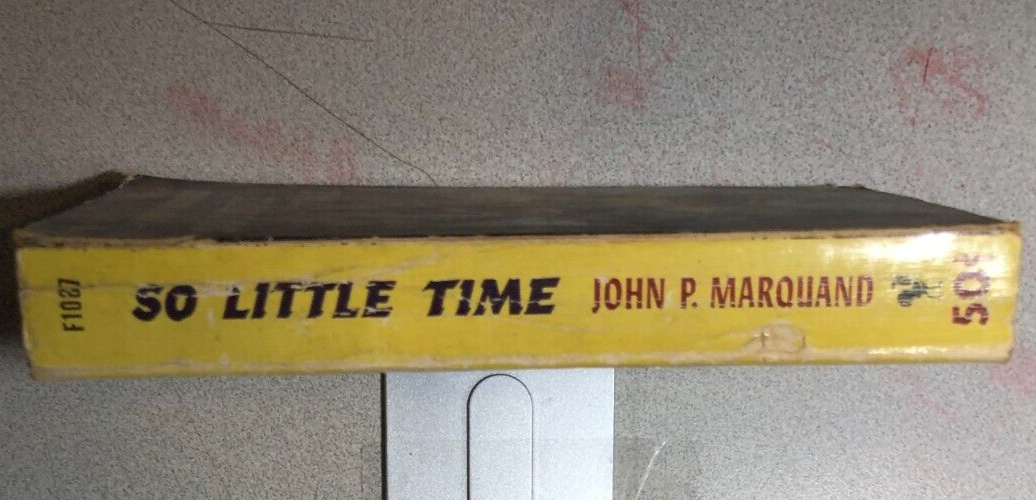 F1087
SO LITTLE TIME
JOHN P. MARQUAND
50¢